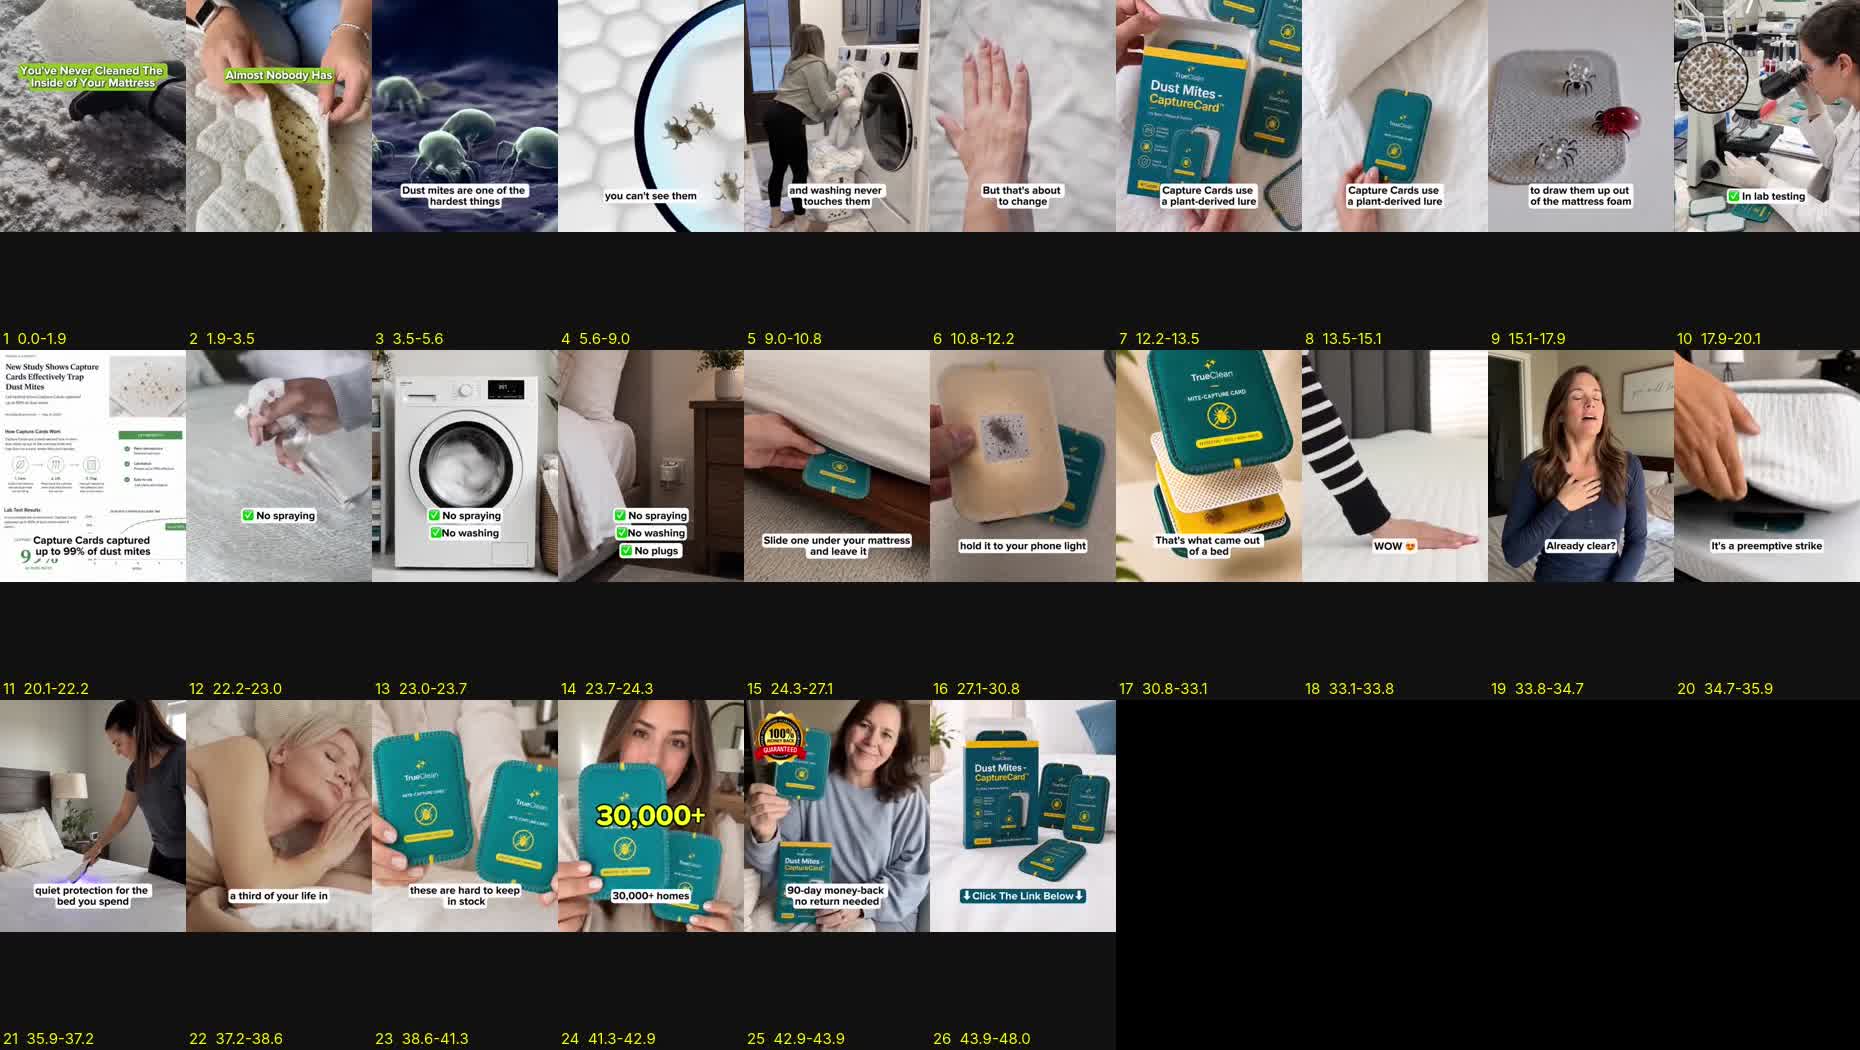 You've Never Cleaned The
Inside of Your Mattress
Almost Nobody Has
Dust mites are one of the
hardest things
you can't see them
and washing never
touches them
But that's about
to change
TrueClean
Dust Mites -
CaptureCard™
Capture Cards use
a plant-derived lure
TrueClean
Capture Cards use
a plant-derived lure
to draw them up out
of the mattress foam
✅ In lab testing
1 0.0-1.9
2 1.9-3.5
3 3.5-5.6
4 5.6-9.0
5 9.0-10.8
6 10.8-12.2
7 12.2-13.5
8 13.5-15.1
9 15.1-17.9
10 17.9-20.1
New Study Shows Capture
Cards Effectively Trap
Dust Mites
How Capture Cards Work
Lab Test Results
Capture Cards captured
up to 99% of dust mites
✅ No spraying
✅ No spraying
✅No washing
✅ No spraying
✅No washing
✅ No plugs
Slide one under your mattress
and leave it
hold it to your phone light
TrueClean
MITE-CAPTURE CARD
That's what came out
of a bed
WOW 😍
Already clear?
It's a preemptive strike
11 20.1-22.2
12 22.2-23.0
13 23.0-23.7
14 23.7-24.3
15 24.3-27.1
16 27.1-30.8
17 30.8-33.1
18 33.1-33.8
19 33.8-34.7
20 34.7-35.9
quiet protection for the
bed you spend
a third of your life in
TrueClean
MITE-CAPTURE CARD
TrueClean
these are hard to keep
in stock
30,000+
30,000+ homes
100%
MONEY BACK
GUARANTEED
Dust Mites -
CaptureCard™
90-day money-back
no return needed
Dust Mites -
CaptureCard™
⬇Click The Link Below⬇
21 35.9-37.2
22 37.2-38.6
23 38.6-41.3
24 41.3-42.9
25 42.9-43.9
26 43.9-48.0